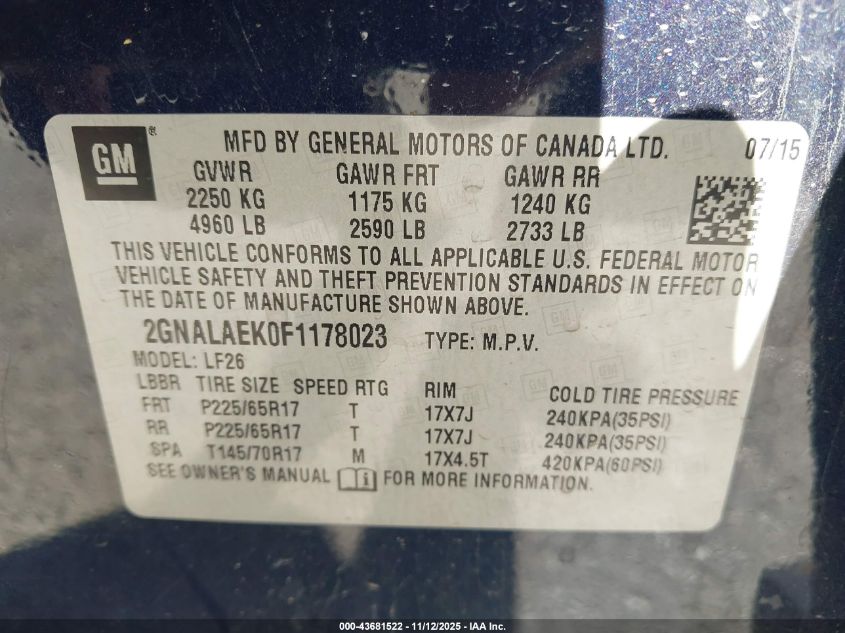 GM ®
MFD BY GENERAL MOTORS OF CANADA LTD. 07/15
GVWR GAWR FRT GAWR RR
2250 KG 1175 KG 1240 KG
4960 LB 2590 LB 2733 LB
THIS VEHICLE CONFORMS TO ALL APPLICABLE U.S. FEDERAL MOTOR
VEHICLE SAFETY AND THEFT PREVENTION STANDARDS IN EFFECT ON
THE DATE OF MANUFACTURE SHOWN ABOVE.
2GNALAEK0F1178023 TYPE: M.P.V.
MODEL: LF26
LBBR TIRE SIZE SPEED RTG RIM COLD TIRE PRESSURE
FRT P225/65R17 T 17X7J 240KPA(35PSI)
RR P225/65R17 T 17X7J 240KPA(35PSI)
SPA T145/70R17 M 17X4.5T 420KPA(60PSI)
SEE OWNER'S MANUAL FOR MORE INFORMATION.
000-43681522 - 11/12/2025 - IAA Inc.